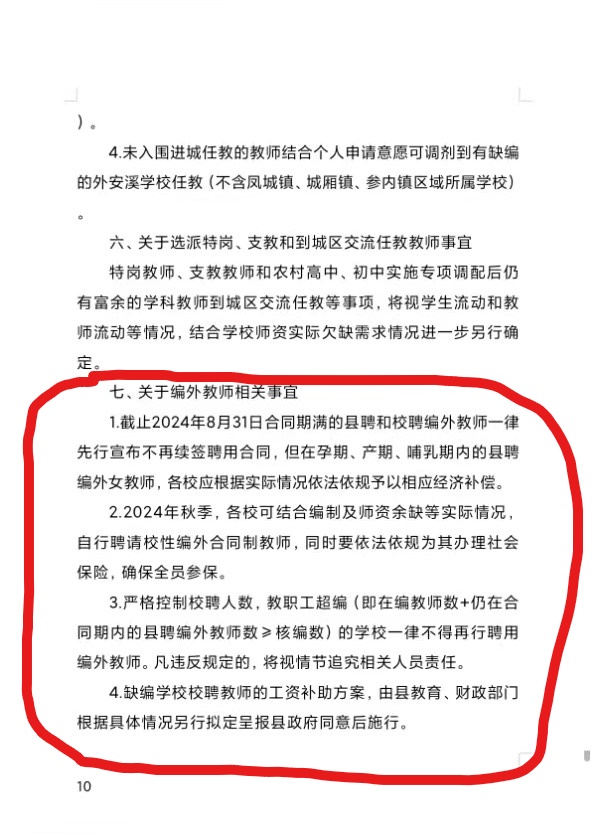 ）。
4.未入围进城任教的教师结合个人申请意愿可调剂到有缺编
的外安溪学校任教（不含凤城镇、城厢镇、参内镇区域所属学校）
。
六、关于选派特岗、支教和到城区交流任教教师事宜
特岗教师、支教教师和农村高中、初中实施专项调配后仍
有富余的学科教师到城区交流任教等事项，将视学生流动和教
师流动等情况，结合学校师资实际欠缺需求情况进一步另行确
定。
七、关于编外教师相关事宜
1.截止2024年8月31日合同期满的县聘和校聘编外教师一律
先行宣布不再续签聘用合同，但在孕期、产期、哺乳期内的县聘
编外女教师，各校应根据实际情况依法依规予以相应经济补偿。
2.2024年秋季，各校可结合编制及师资余缺等实际情况，
自行聘请校性编外合同制教师，同时要依法依规为其办理社会
保险，确保全员参保。
3.严格控制校聘人数，教职工超编（即在编教师数+仍在合
同期内的县聘编外教师数≥核编数）的学校一律不得再行聘用
编外教师。凡违反规定的，将视情节追究相关人员责任。
4.缺编学校校聘教师的工资补助方案，由县教育、财政部门
根据具体情况另行拟定呈报县政府同意后施行。
10